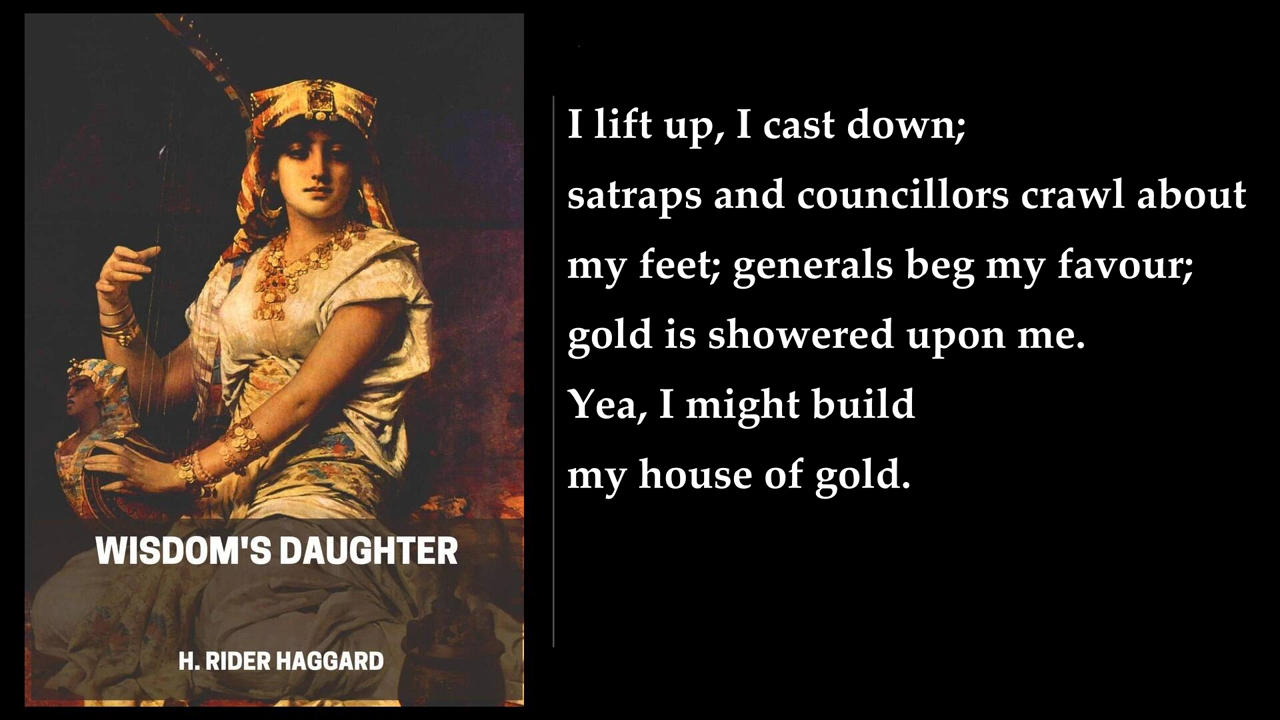 WISDOM'S DAUGHTER
H. RIDER HAGGARD
I lift up, I cast down;
satraps and councillors crawl about
my feet; generals beg my favour;
gold is showered upon me.
Yea, I might build
my house of gold.